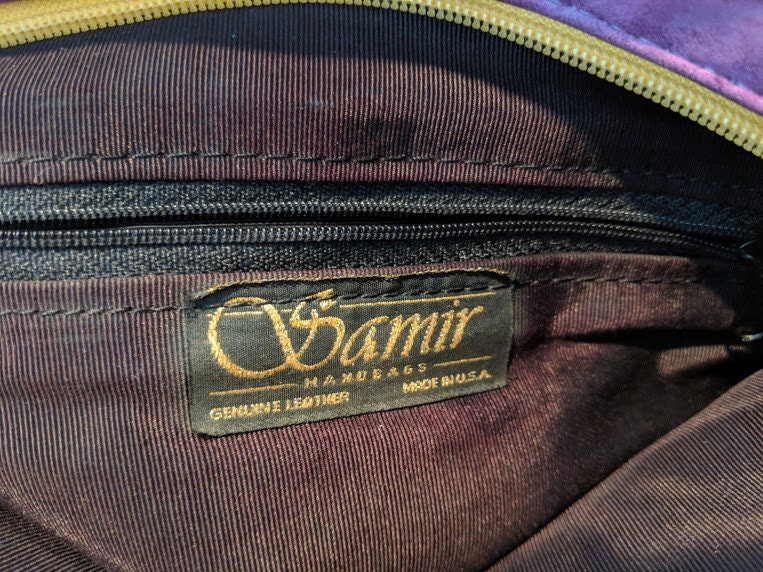 Samir
HANDBAGS
GENUINE LEATHER MADE IN U.S.A.